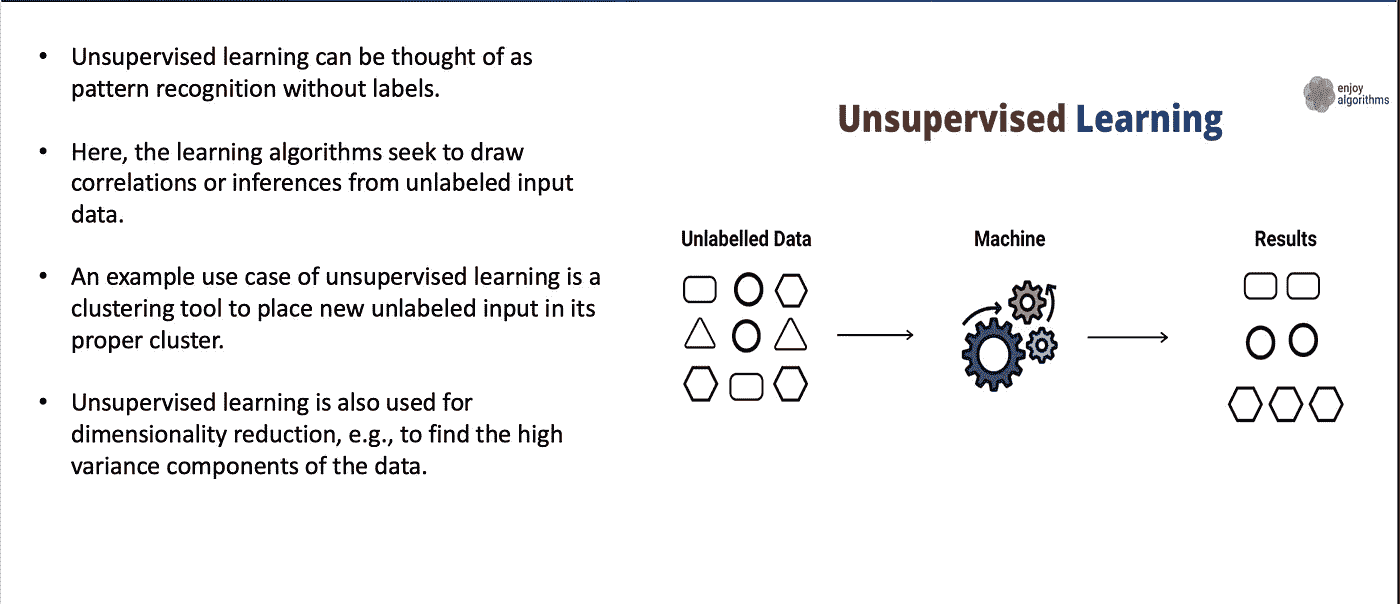 • Unsupervised learning can be thought of as
pattern recognition without labels.
• Here, the learning algorithms seek to draw
correlations or inferences from unlabeled input
data.
• An example use case of unsupervised learning is a
clustering tool to place new unlabeled input in its
proper cluster.
• Unsupervised learning is also used for
dimensionality reduction, e.g., to find the high
variance components of the data.
enjoy
algorithms
Unsupervised Learning
Unlabelled Data
Machine
Results